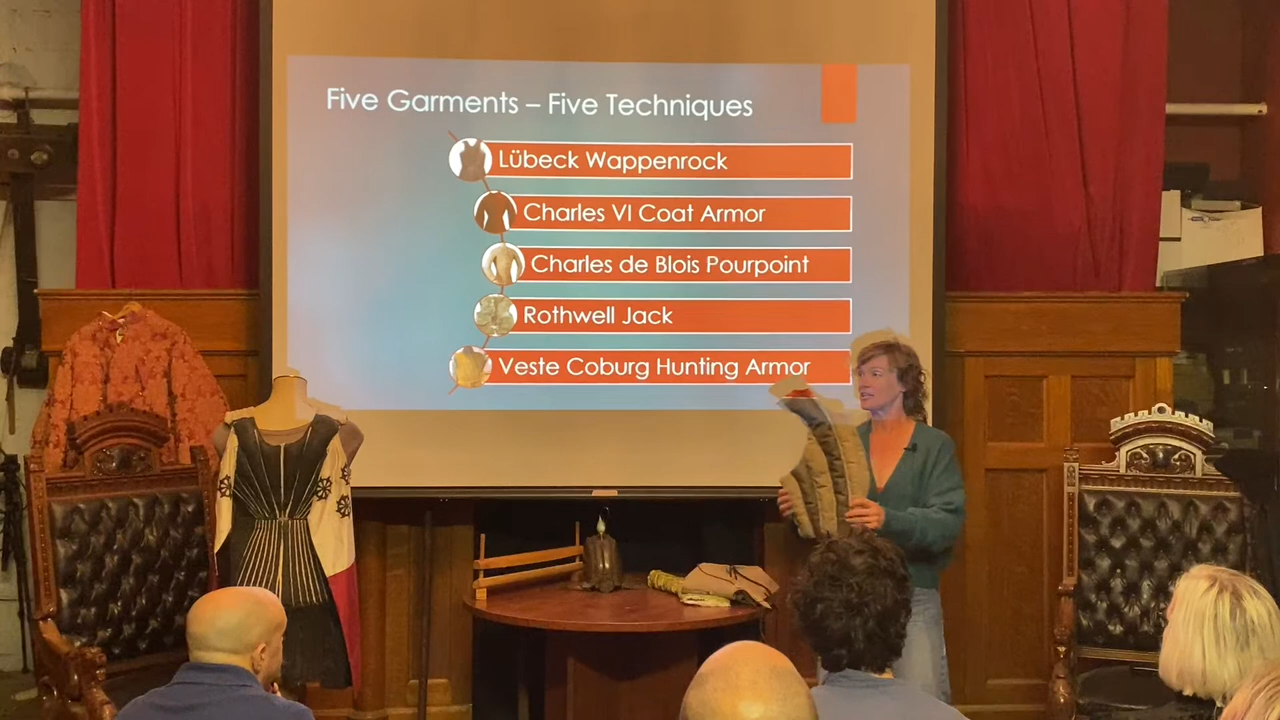 Five Garments – Five Techniques
Lübeck Wappenrock
Charles VI Coat Armor
Charles de Blois Pourpoint
Rothwell Jack
Veste Coburg Hunting Armor